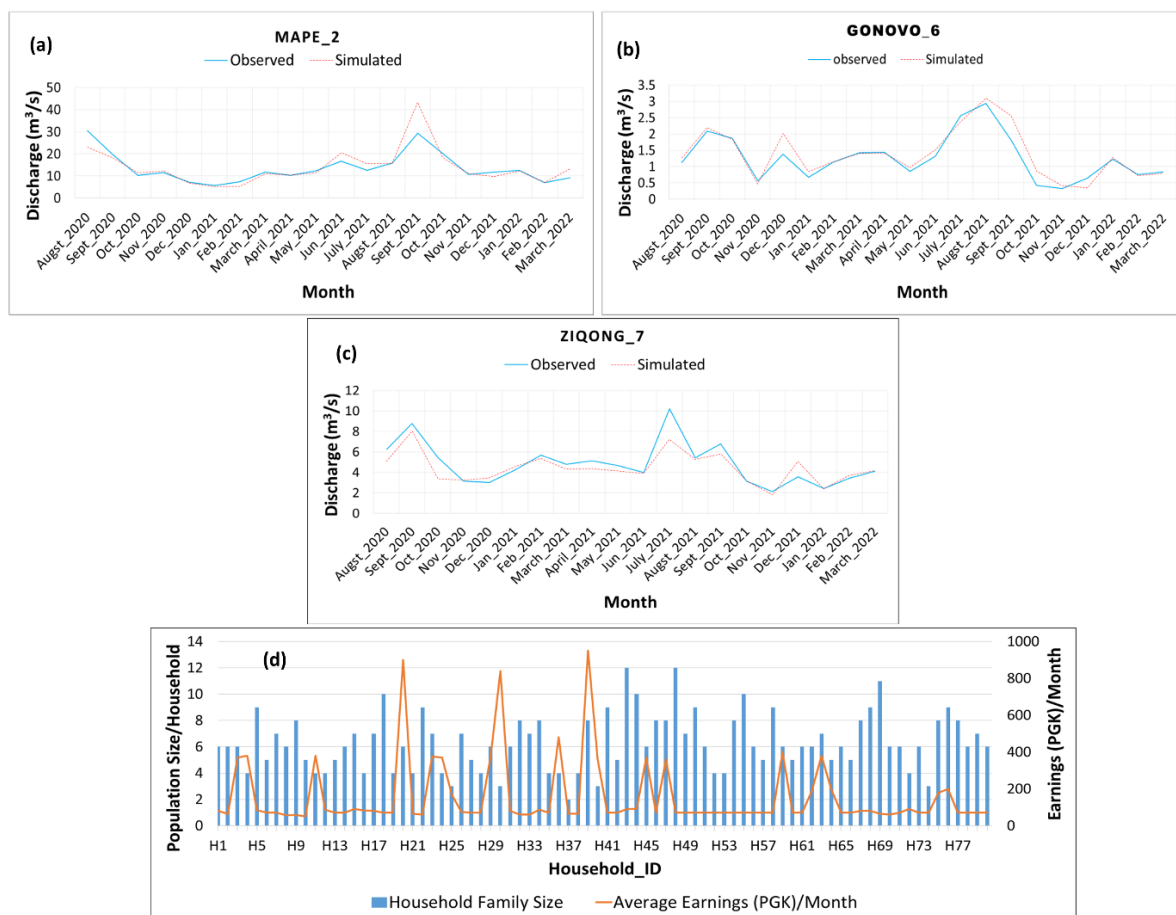 (a)
MAPE_2
Observed Simulated
Discharge (m³/s)
50
40
30
20
10
0
Augst_2020
Sept_2020
Oct_2020
Nov_2020
Dec_2020
Jan_2021
Feb_2021
March_2021
April_2021
May_2021
Jun_2021
July_2021
Augst_2021
Sept_2021
Oct_2021
Nov_2021
Dec_2021
Jan_2022
Feb_2022
March_2022
Month
(b)
GONOVO_6
observed Simulated
Discharge (m³/s)
3.5
3
2.5
2
1.5
1
0.5
0
Augst_2020
Sept_2020
Oct_2020
Nov_2020
Dec_2020
Jan_2021
Feb_2021
March_2021
April_2021
May_2021
Jun_2021
July_2021
Augst_2021
Sept_2021
Oct_2021
Nov_2021
Dec_2021
Jan_2022
Feb_2022
March_2022
Month
(c)
ZIQONG_7
Observed Simulated
Discharge (m³/s)
12
10
8
6
4
2
0
Augst_2020
Sept_2020
Oct_2020
Nov_2020
Dec_2020
Jan_2021
Feb_2021
March_2021
April_2021
May_2021
Jun_2021
July_2021
Augst_2021
Sept_2021
Oct_2021
Nov_2021
Dec_2021
Jan_2022
Feb_2022
March_2022
Month
(d)
Population Size/Household
14
12
10
8
6
4
2
0
1000
800
600
400
200
0
Earnings (PGK)/Month
H1 H5 H9 H13 H17 H21 H25 H29 H33 H37 H41 H45 H49 H53 H57 H61 H65 H69 H73 H77
Household_ID
Household Family Size Average Earnings (PGK)/Month